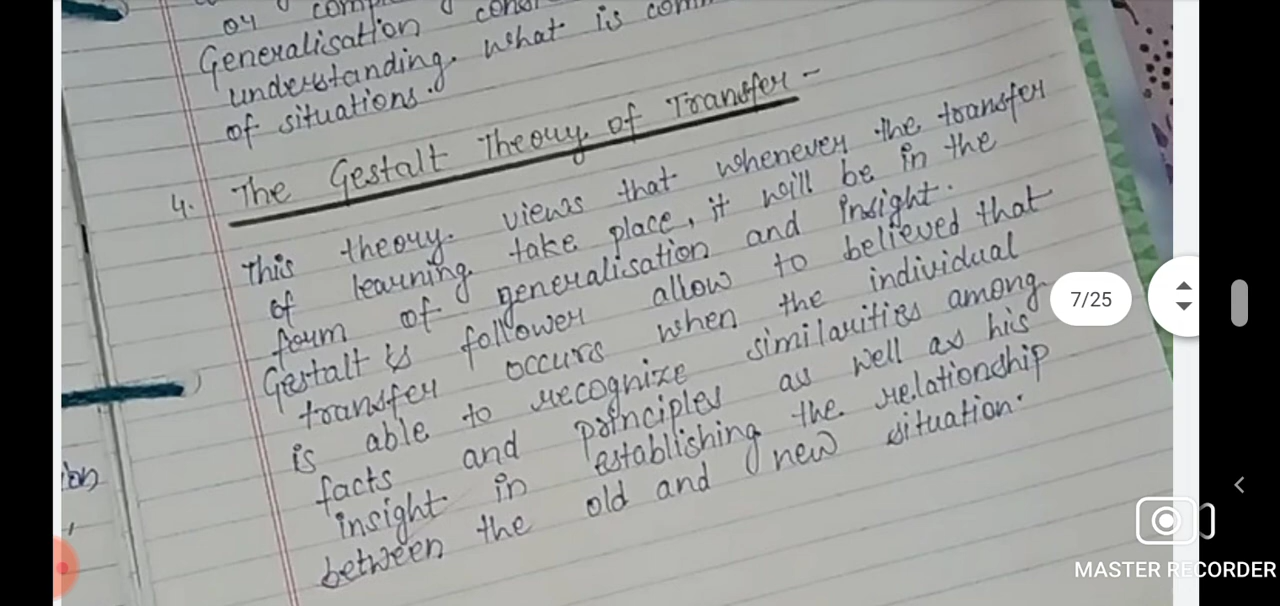 or
Generalisation
understanding. what is
of situations.
4. The Gestalt Theory of Transfer -
This theory. views that whenever the transfer
of learning take place, it will be in the
form of generalisation and insight.
Gestalt is follower allow to believed that
transfer occurs when the individual
is able to recognize similarities among
facts and principles as well as his
insight in establishing the relationship
between the old and new situation.
7/25
MASTER RECORDER